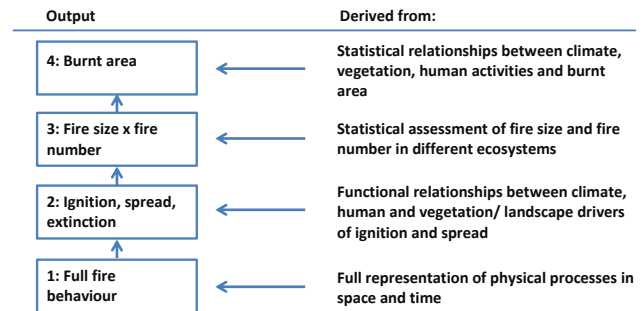 Output
Derived from:
4: Burnt area
Statistical relationships between climate,
vegetation, human activities and burnt
area
3: Fire size x fire
number
Statistical assessment of fire size and fire
number in different ecosystems
2: Ignition, spread,
extinction
Functional relationships between climate,
human and vegetation/ landscape drivers
of ignition and spread
1: Full fire
behaviour
Full representation of physical processes in
space and time